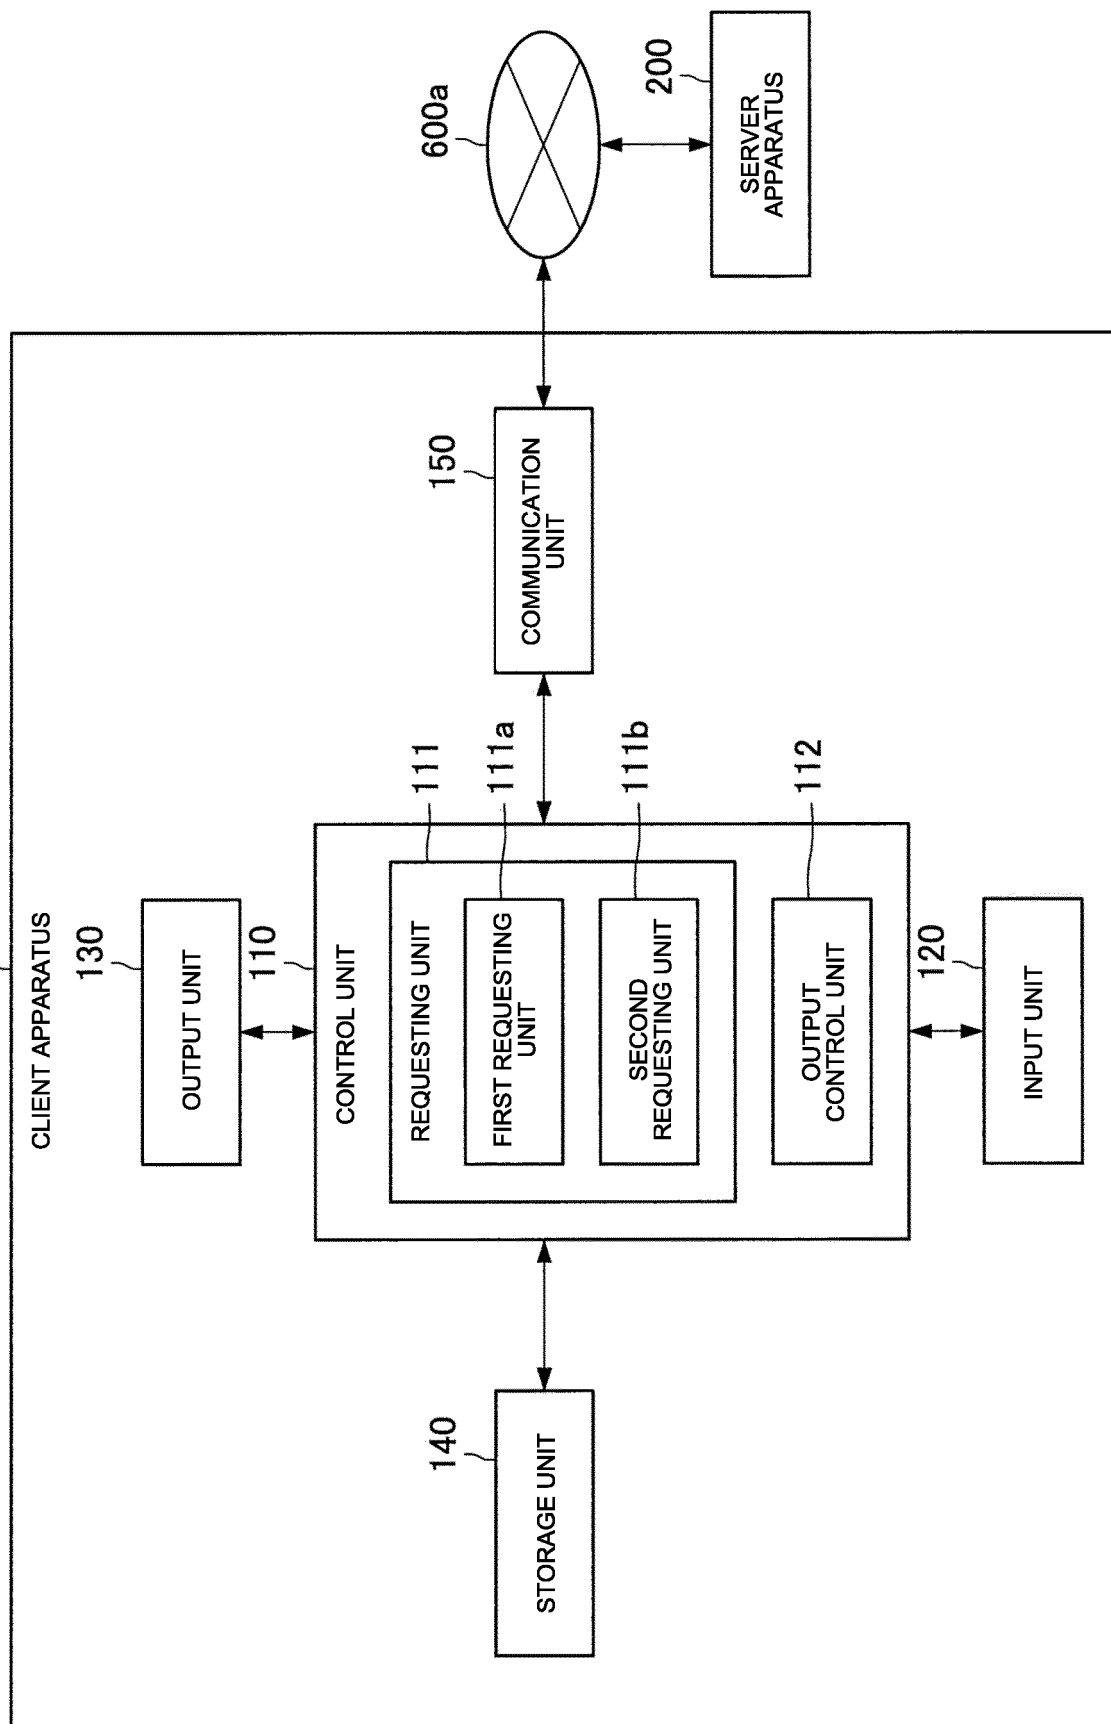 CLIENT APPARATUS
130
OUTPUT UNIT
110
CONTROL UNIT
111
REQUESTING UNIT
111a
FIRST REQUESTING
UNIT
111b
SECOND
REQUESTING UNIT
112
OUTPUT
CONTROL UNIT
120
INPUT UNIT
140
STORAGE UNIT
150
COMMUNICATION
UNIT
600a
200
SERVER
APPARATUS